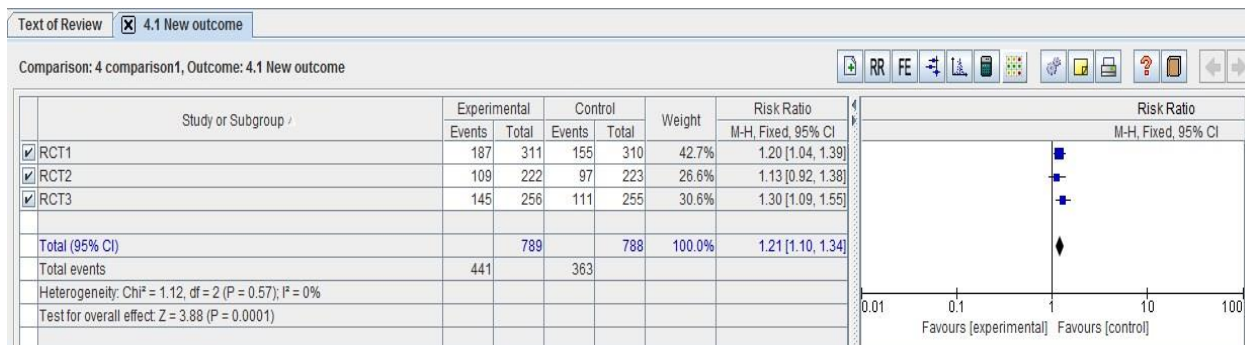 Text of Review X 4.1 New outcome
Comparison: 4 comparison1, Outcome: 4.1 New outcome RR FE ?
Study or Subgroup Experimental Control Weight Risk Ratio Risk Ratio
Events Total Events Total M-H, Fixed, 95% CI M-H, Fixed, 95% CI
RCT1 187 311 155 310 42.7% 1.20 [1.04, 1.39]
RCT2 109 222 97 223 26.6% 1.13 [0.92, 1.38]
RCT3 145 256 111 255 30.6% 1.30 [1.09, 1.55]
Total (95% CI) 789 788 100.0% 1.21 [1.10, 1.34]
Total events 441 363
Heterogeneity: Chi² = 1.12, df = 2 (P = 0.57); I² = 0%
Test for overall effect: Z = 3.88 (P = 0.0001)
0.01 0.1 1 10 100
Favours [experimental] Favours [control]